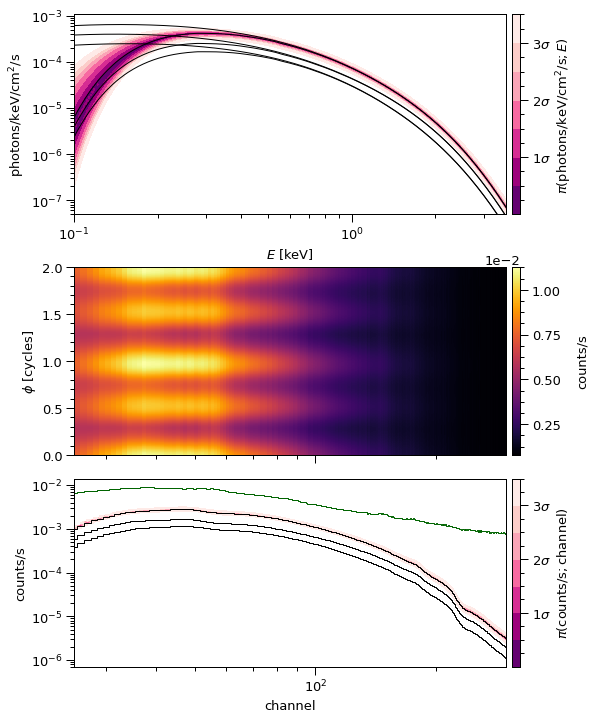 10⁻³
10⁻⁴
10⁻⁵
10⁻⁶
10⁻⁷
photons/keV/cm²/s
10⁻¹
10⁰
E [keV]
3σ
2σ
1σ
π(photons/keV/cm²/s; E)
2.0
1.5
1.0
0.5
0.0
ϕ [cycles]
1e−2
1.00
0.75
0.50
0.25
counts/s
10⁻²
10⁻³
10⁻⁴
10⁻⁵
10⁻⁶
counts/s
10²
channel
3σ
2σ
1σ
π(counts/s; channel)